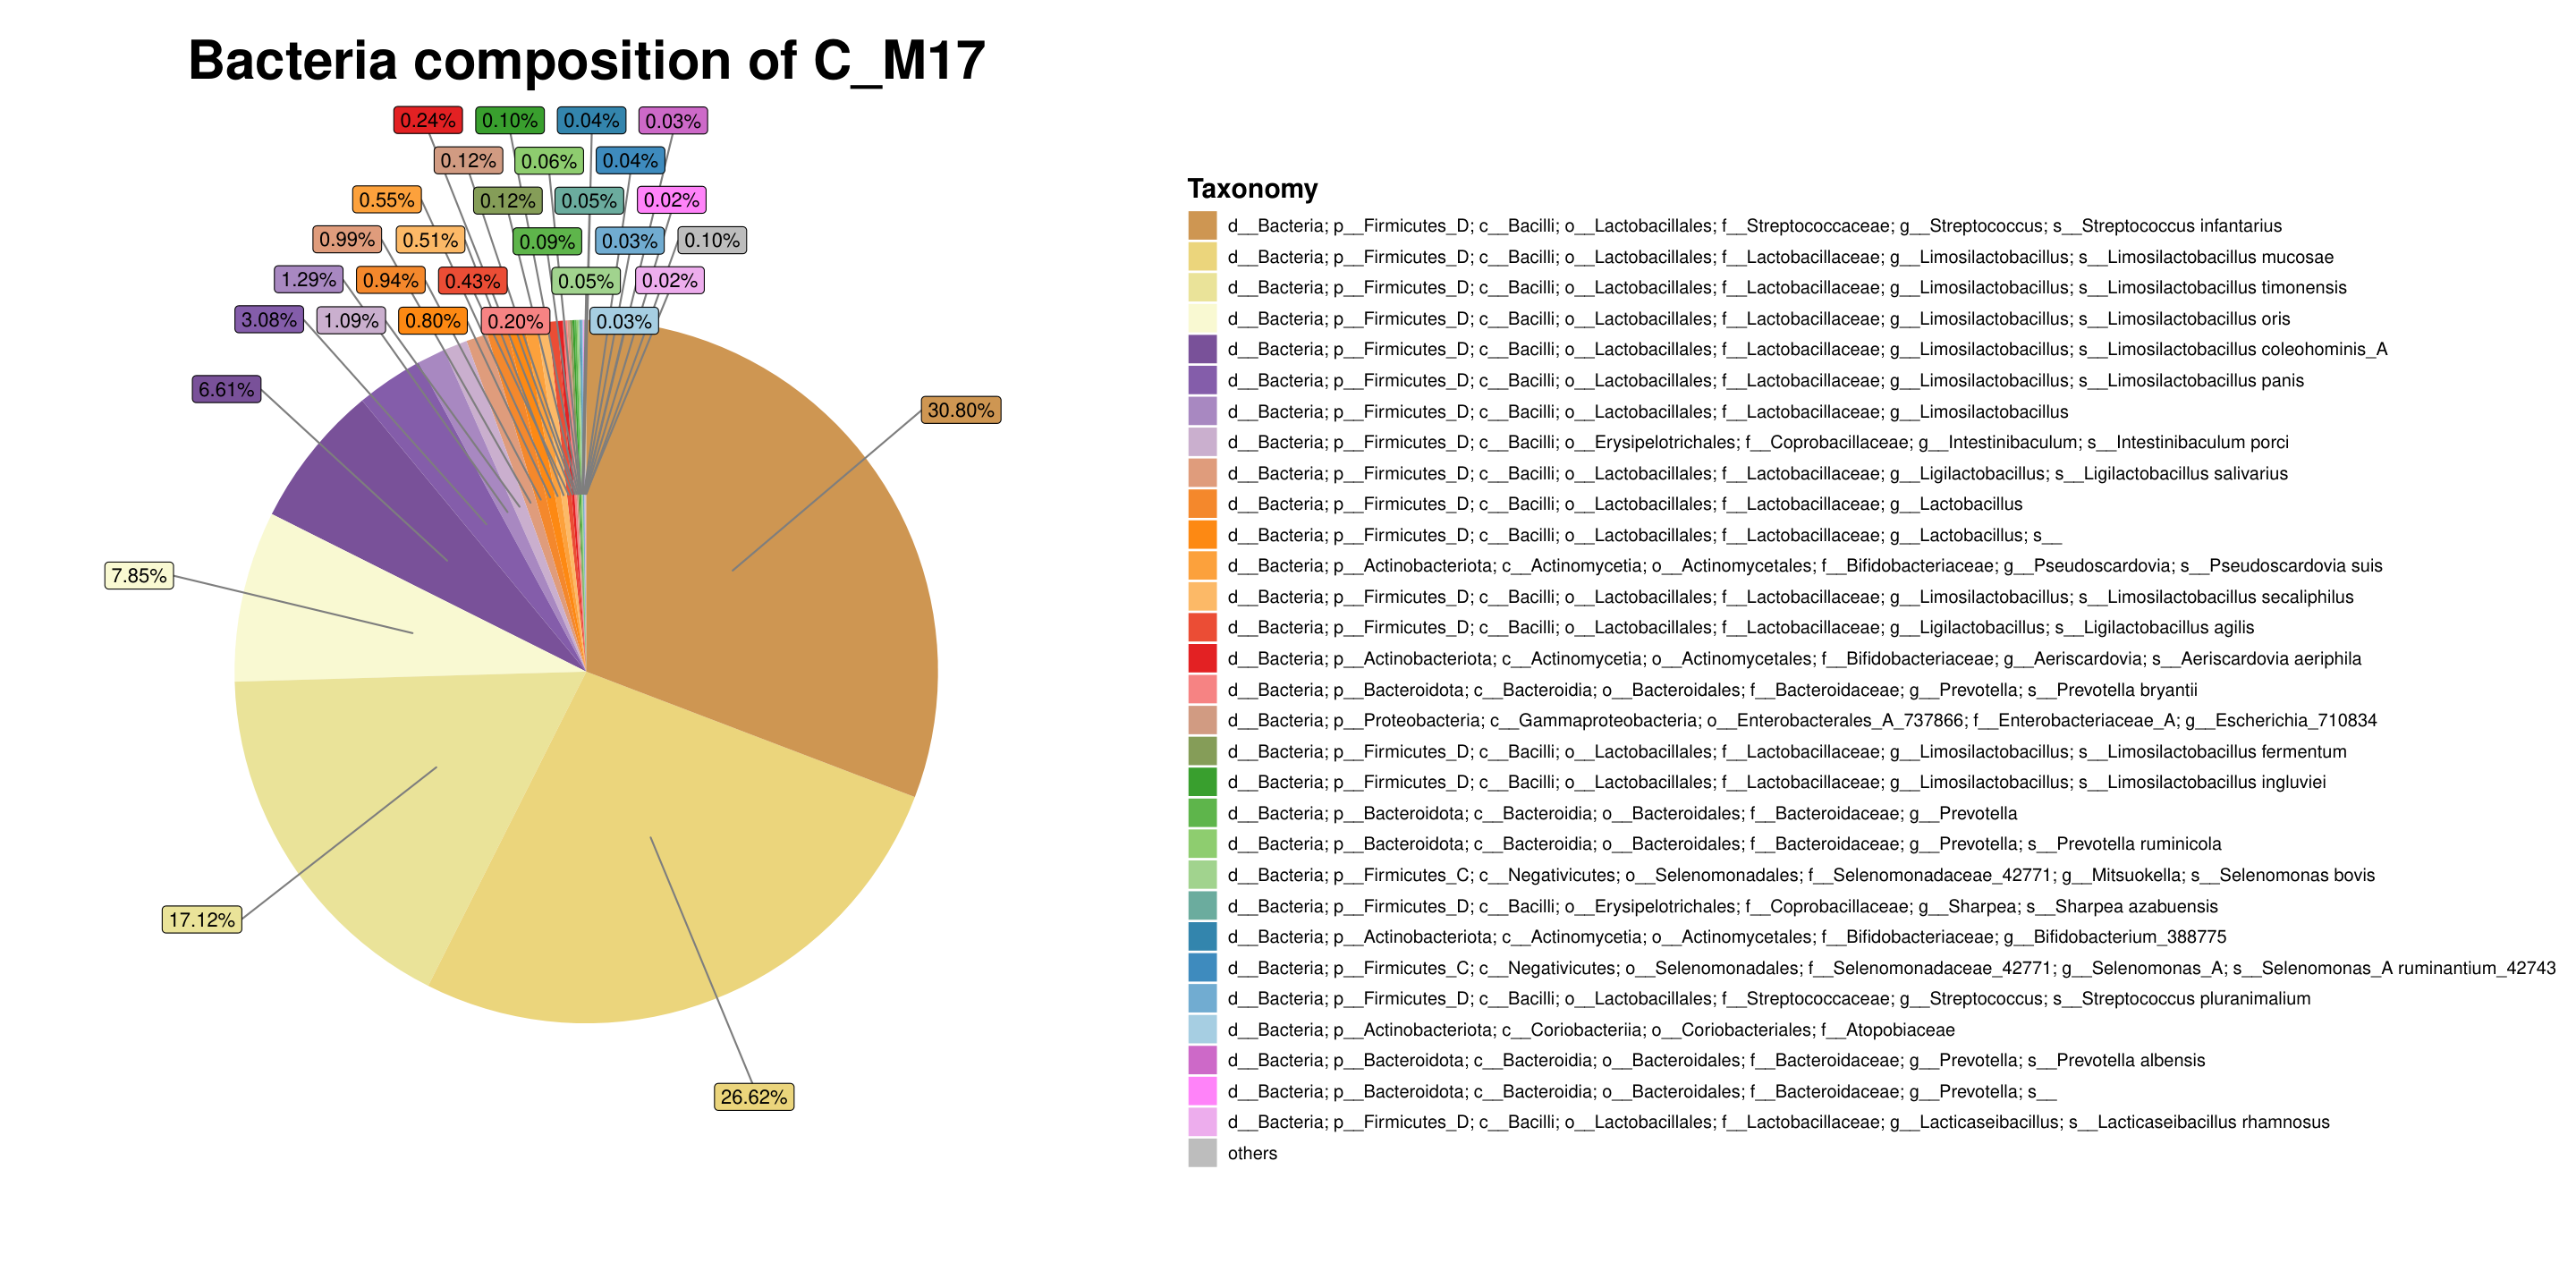 Bacteria composition of C_M17
0.24%
0.10%
0.04%
0.03%
0.12%
0.06%
0.04%
0.55%
0.12%
0.05%
0.02%
0.99%
0.51%
0.09%
0.03%
0.10%
1.29%
0.94%
0.43%
0.05%
0.02%
3.08%
1.09%
0.80%
0.20%
0.03%
6.61%
30.80%
7.85%
17.12%
26.62%
Taxonomy
d__Bacteria; p__Firmicutes_D; c__Bacilli; o__Lactobacillales; f__Streptococcaceae; g__Streptococcus; s__Streptococcus infantarius
d__Bacteria; p__Firmicutes_D; c__Bacilli; o__Lactobacillales; f__Lactobacillaceae; g__Limosilactobacillus; s__Limosilactobacillus mucosae
d__Bacteria; p__Firmicutes_D; c__Bacilli; o__Lactobacillales; f__Lactobacillaceae; g__Limosilactobacillus; s__Limosilactobacillus timonensis
d__Bacteria; p__Firmicutes_D; c__Bacilli; o__Lactobacillales; f__Lactobacillaceae; g__Limosilactobacillus; s__Limosilactobacillus oris
d__Bacteria; p__Firmicutes_D; c__Bacilli; o__Lactobacillales; f__Lactobacillaceae; g__Limosilactobacillus; s__Limosilactobacillus coleohominis_A
d__Bacteria; p__Firmicutes_D; c__Bacilli; o__Lactobacillales; f__Lactobacillaceae; g__Limosilactobacillus; s__Limosilactobacillus panis
d__Bacteria; p__Firmicutes_D; c__Bacilli; o__Lactobacillales; f__Lactobacillaceae; g__Limosilactobacillus
d__Bacteria; p__Firmicutes_D; c__Bacilli; o__Erysipelotrichales; f__Coprobacillaceae; g__Intestinibaculum; s__Intestinibaculum porci
d__Bacteria; p__Firmicutes_D; c__Bacilli; o__Lactobacillales; f__Lactobacillaceae; g__Ligilactobacillus; s__Ligilactobacillus salivarius
d__Bacteria; p__Firmicutes_D; c__Bacilli; o__Lactobacillales; f__Lactobacillaceae; g__Lactobacillus
d__Bacteria; p__Firmicutes_D; c__Bacilli; o__Lactobacillales; f__Lactobacillaceae; g__Lactobacillus; s__
d__Bacteria; p__Actinobacteriota; c__Actinomycetia; o__Actinomycetales; f__Bifidobacteriaceae; g__Pseudoscardovia; s__Pseudoscardovia suis
d__Bacteria; p__Firmicutes_D; c__Bacilli; o__Lactobacillales; f__Lactobacillaceae; g__Limosilactobacillus; s__Limosilactobacillus secaliphilus
d__Bacteria; p__Firmicutes_D; c__Bacilli; o__Lactobacillales; f__Lactobacillaceae; g__Ligilactobacillus; s__Ligilactobacillus agilis
d__Bacteria; p__Actinobacteriota; c__Actinomycetia; o__Actinomycetales; f__Bifidobacteriaceae; g__Aeriscardovia; s__Aeriscardovia aeriphila
d__Bacteria; p__Bacteroidota; c__Bacteroidia; o__Bacteroidales; f__Bacteroidaceae; g__Prevotella; s__Prevotella bryantii
d__Bacteria; p__Proteobacteria; c__Gammaproteobacteria; o__Enterobacterales_A_737866; f__Enterobacteriaceae_A; g__Escherichia_710834
d__Bacteria; p__Firmicutes_D; c__Bacilli; o__Lactobacillales; f__Lactobacillaceae; g__Limosilactobacillus; s__Limosilactobacillus fermentum
d__Bacteria; p__Firmicutes_D; c__Bacilli; o__Lactobacillales; f__Lactobacillaceae; g__Limosilactobacillus; s__Limosilactobacillus ingluviei
d__Bacteria; p__Bacteroidota; c__Bacteroidia; o__Bacteroidales; f__Bacteroidaceae; g__Prevotella
d__Bacteria; p__Bacteroidota; c__Bacteroidia; o__Bacteroidales; f__Bacteroidaceae; g__Prevotella; s__Prevotella ruminicola
d__Bacteria; p__Firmicutes_C; c__Negativicutes; o__Selenomonadales; f__Selenomonadaceae_42771; g__Mitsuokella; s__Selenomonas bovis
d__Bacteria; p__Firmicutes_D; c__Bacilli; o__Erysipelotrichales; f__Coprobacillaceae; g__Sharpea; s__Sharpea azabuensis
d__Bacteria; p__Actinobacteriota; c__Actinomycetia; o__Actinomycetales; f__Bifidobacteriaceae; g__Bifidobacterium_388775
d__Bacteria; p__Firmicutes_C; c__Negativicutes; o__Selenomonadales; f__Selenomonadaceae_42771; g__Selenomonas_A; s__Selenomonas_A ruminantium_42743
d__Bacteria; p__Firmicutes_D; c__Bacilli; o__Lactobacillales; f__Streptococcaceae; g__Streptococcus; s__Streptococcus pluranimalium
d__Bacteria; p__Actinobacteriota; c__Coriobacteriia; o__Coriobacteriales; f__Atopobiaceae
d__Bacteria; p__Bacteroidota; c__Bacteroidia; o__Bacteroidales; f__Bacteroidaceae; g__Prevotella; s__Prevotella albensis
d__Bacteria; p__Bacteroidota; c__Bacteroidia; o__Bacteroidales; f__Bacteroidaceae; g__Prevotella; s__
d__Bacteria; p__Firmicutes_D; c__Bacilli; o__Lactobacillales; f__Lactobacillaceae; g__Lacticaseibacillus; s__Lacticaseibacillus rhamnosus
others